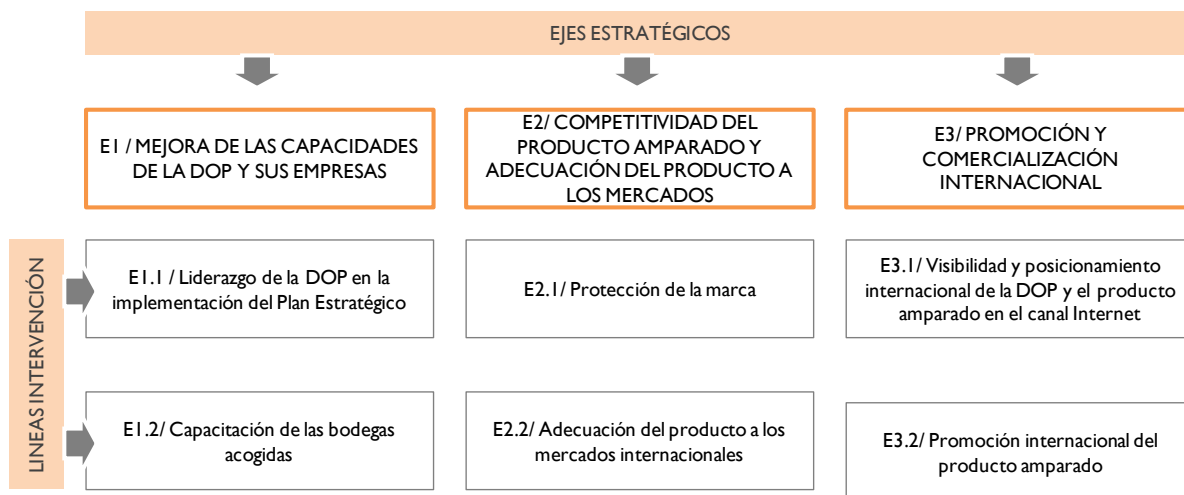 EJES ESTRATÉGICOS
E1 / MEJORA DE LAS CAPACIDADES
DE LA DOP Y SUS EMPRESAS
E2/ COMPETITIVIDAD DEL
PRODUCTO AMPARADO Y
ADECUACIÓN DEL PRODUCTO A
LOS MERCADOS
E3/ PROMOCIÓN Y
COMERCIALIZACIÓN
INTERNACIONAL
LINEAS INTERVENCIÓN
E1.1 / Liderazgo de la DOP en la
implementación del Plan Estratégico
E2.1/ Protección de la marca
E3.1/ Visibilidad y posicionamiento
internacional de la DOP y el producto
amparado en el canal Internet
E1.2/ Capacitación de las bodegas
acogidas
E2.2/ Adecuación del producto a los
mercados internacionales
E3.2/ Promoción internacional del
producto amparado